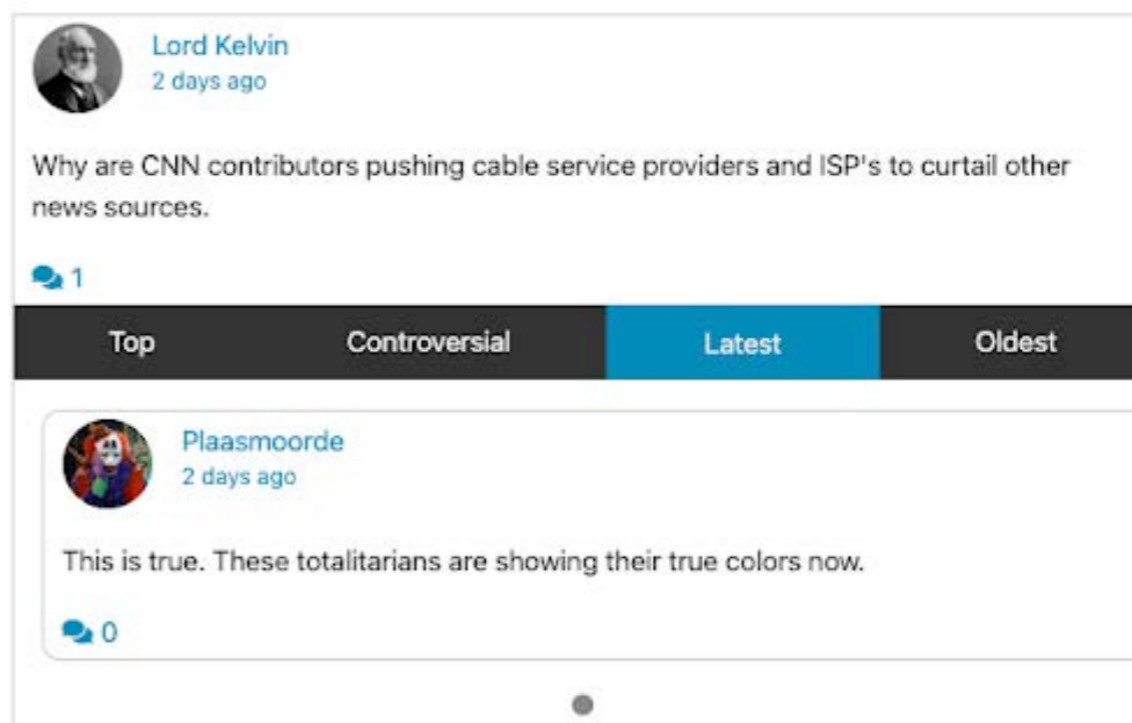 Lord Kelvin
2 days ago
Why are CNN contributors pushing cable service providers and ISP's to curtail other
news sources.
1
Top Controversial Latest Oldest
Plaasmoorde
2 days ago
This is true. These totalitarians are showing their true colors now.
0